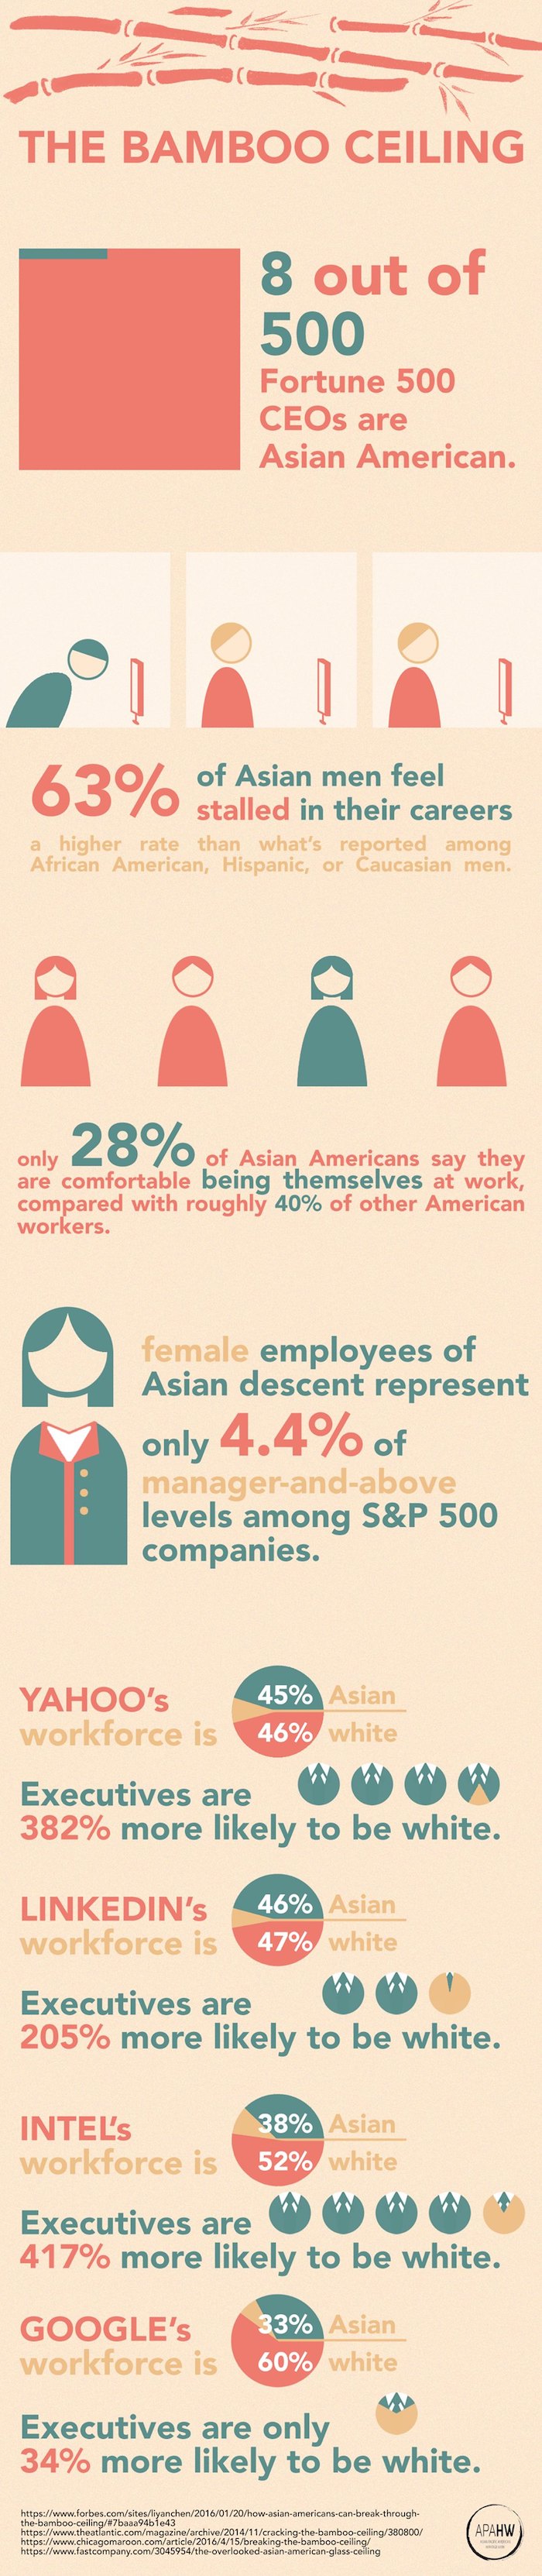 THE BAMBOO CEILING
8 out of
500
Fortune 500
CEOs are
Asian American.
63% of Asian men feel
stalled in their careers
a higher rate than what's reported among
African American, Hispanic, or Caucasian men.
only 28% of Asian Americans say they
are comfortable being themselves at work,
compared with roughly 40% of other American
workers.
female employees of
Asian descent represent
only 4.4% of
manager-and-above
levels among S&P 500
companies.
YAHOO's
workforce is
45% Asian
46% white
Executives are
382% more likely to be white.
LINKEDIN's
workforce is
46% Asian
47% white
Executives are
205% more likely to be white.
INTEL's
workforce is
38% Asian
52% white
Executives are
417% more likely to be white.
GOOGLE's
workforce is
33% Asian
60% white
Executives are only
34% more likely to be white.
https://www.forbes.com/sites/liyanchen/2016/01/20/how-asian-americans-can-break-through-
the-bamboo-ceiling/#7baaa94b1e43
https://www.theatlantic.com/magazine/archive/2014/11/cracking-the-bamboo-ceiling/380800/
https://www.chicagomaroon.com/article/2016/4/15/breaking-the-bamboo-ceiling/
https://www.fastcompany.com/3045954/the-overlooked-asian-american-glass-ceiling
APAHW